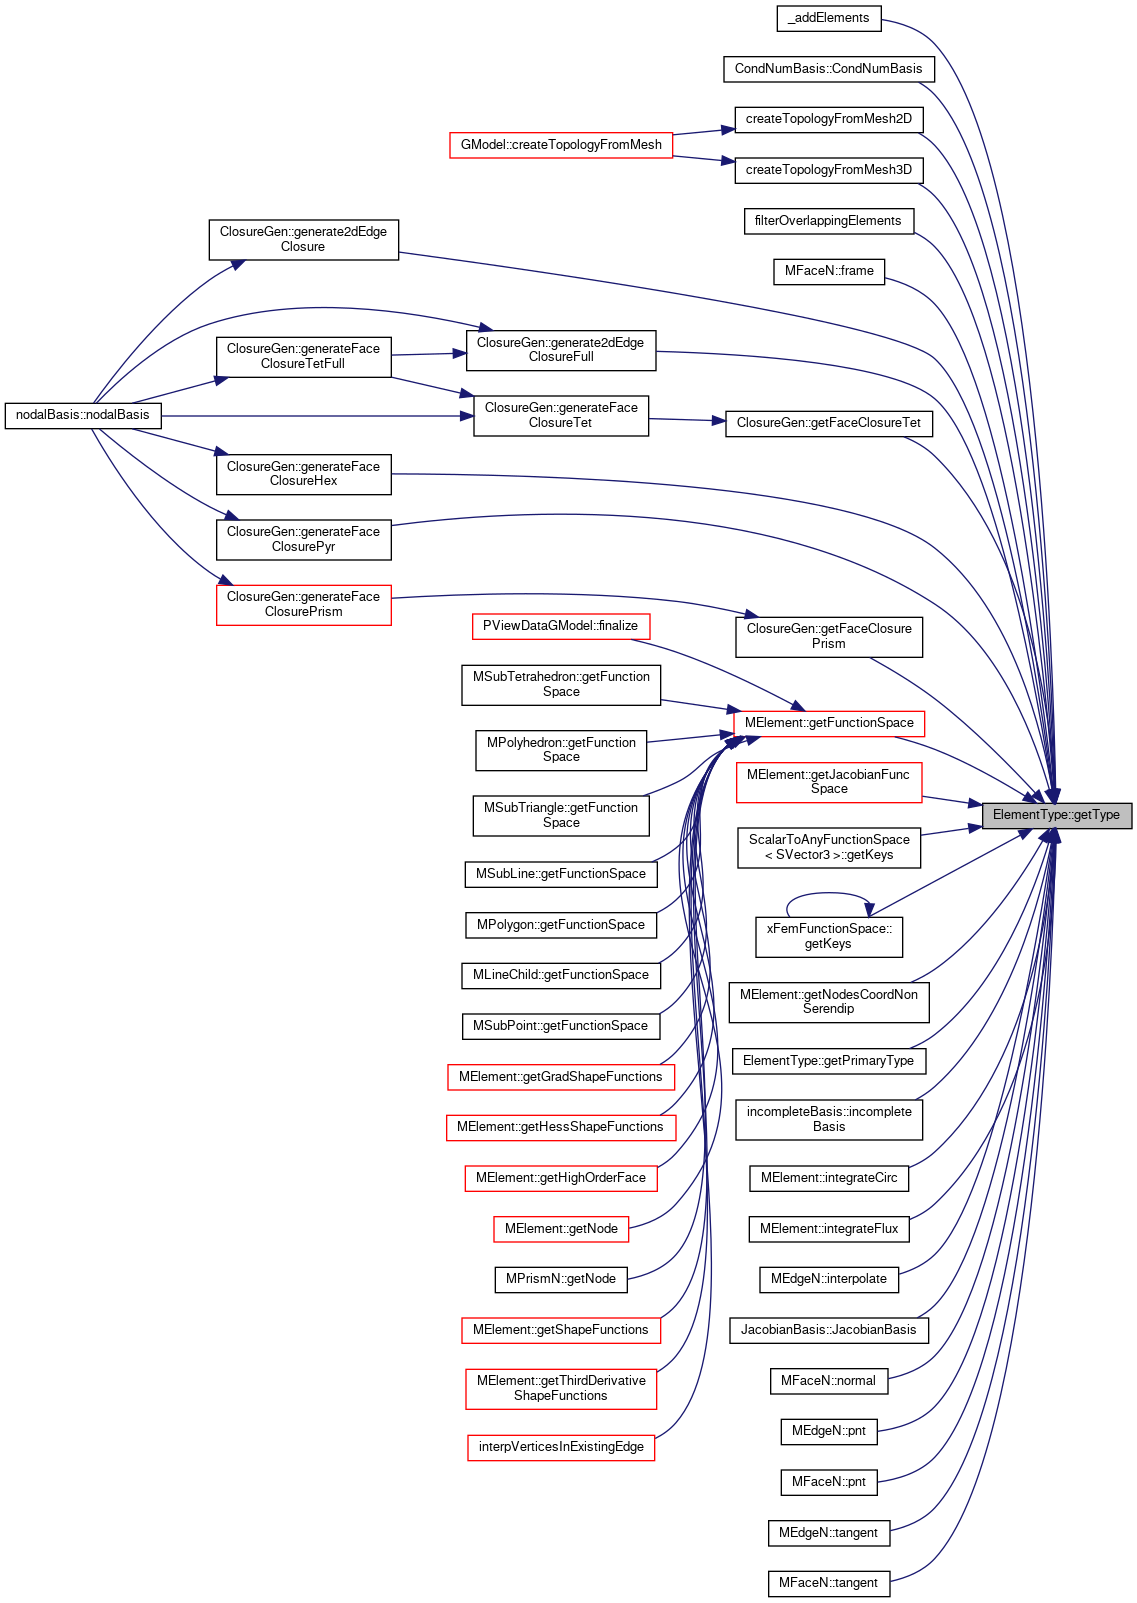 _addElements
CondNumBasis::CondNumBasis
createTopologyFromMesh2D
GModel::createTopologyFromMesh
createTopologyFromMesh3D
filterOverlappingElements
ClosureGen::generate2dEdge
Closure
MFaceN::frame
ClosureGen::generate2dEdge
ClosureFull
ClosureGen::generateFace
ClosureTetFull
nodalBasis::nodalBasis
ClosureGen::generateFace
ClosureTet
ClosureGen::getFaceClosureTet
ClosureGen::generateFace
ClosureHex
ClosureGen::generateFace
ClosurePyr
ClosureGen::generateFace
ClosurePrism
PViewDataGModel::finalize
ClosureGen::getFaceClosure
Prism
MSubTetrahedron::getFunction
Space
MElement::getFunctionSpace
MPolyhedron::getFunction
Space
MElement::getJacobianFunc
Space
MSubTriangle::getFunction
Space
ElementType::getType
ScalarToAnyFunctionSpace
< SVector3 >::getKeys
MSubLine::getFunctionSpace
MPolygon::getFunctionSpace
xFemFunctionSpace::
getKeys
MLineChild::getFunctionSpace
MElement::getNodesCoordNon
Serendip
MSubPoint::getFunctionSpace
ElementType::getPrimaryType
MElement::getGradShapeFunctions
incompleteBasis::incomplete
Basis
MElement::getHessShapeFunctions
MElement::getHighOrderFace
MElement::integrateCirc
MElement::getNode
MElement::integrateFlux
MPrismN::getNode
MEdgeN::interpolate
MElement::getShapeFunctions
JacobianBasis::JacobianBasis
MElement::getThirdDerivative
ShapeFunctions
MFaceN::normal
interpVerticesInExistingEdge
MEdgeN::pnt
MFaceN::pnt
MEdgeN::tangent
MFaceN::tangent